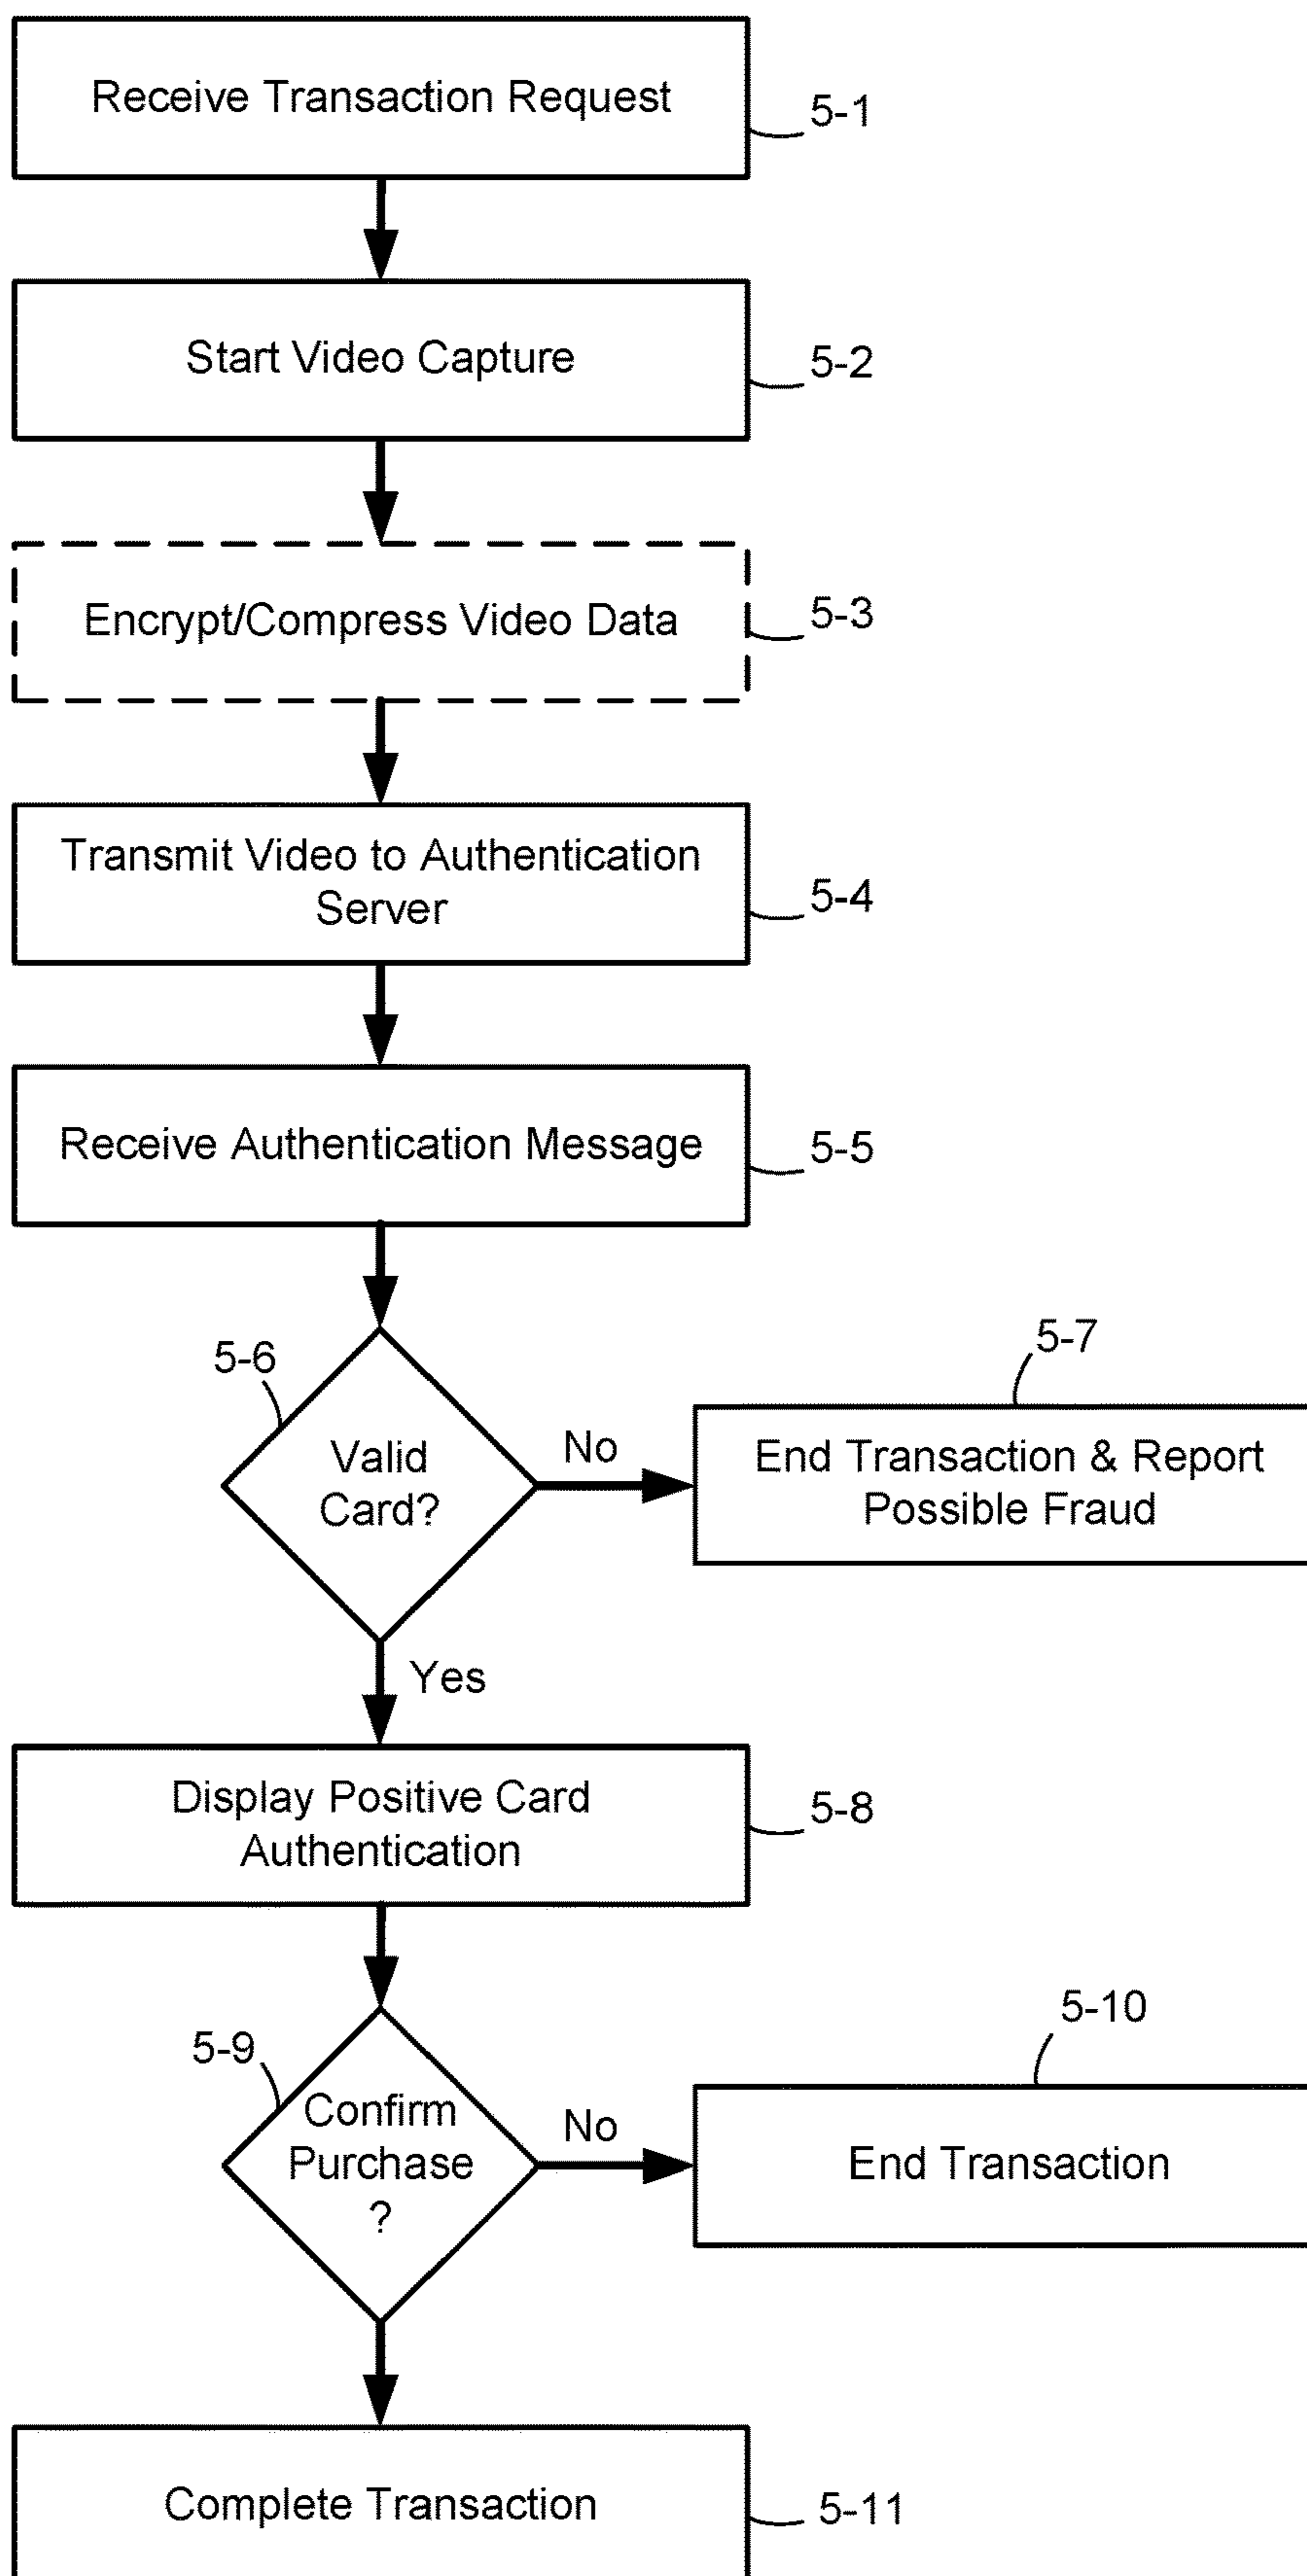 Receive Transaction Request
5-1
Start Video Capture
5-2
Encrypt/Compress Video Data
5-3
Transmit Video to Authentication
Server
5-4
Receive Authentication Message
5-5
5-6
Valid
Card?
No
5-7
End Transaction & Report
Possible Fraud
Yes
Display Positive Card
Authentication
5-8
5-9
Confirm
Purchase
?
No
5-10
End Transaction
Complete Transaction
5-11